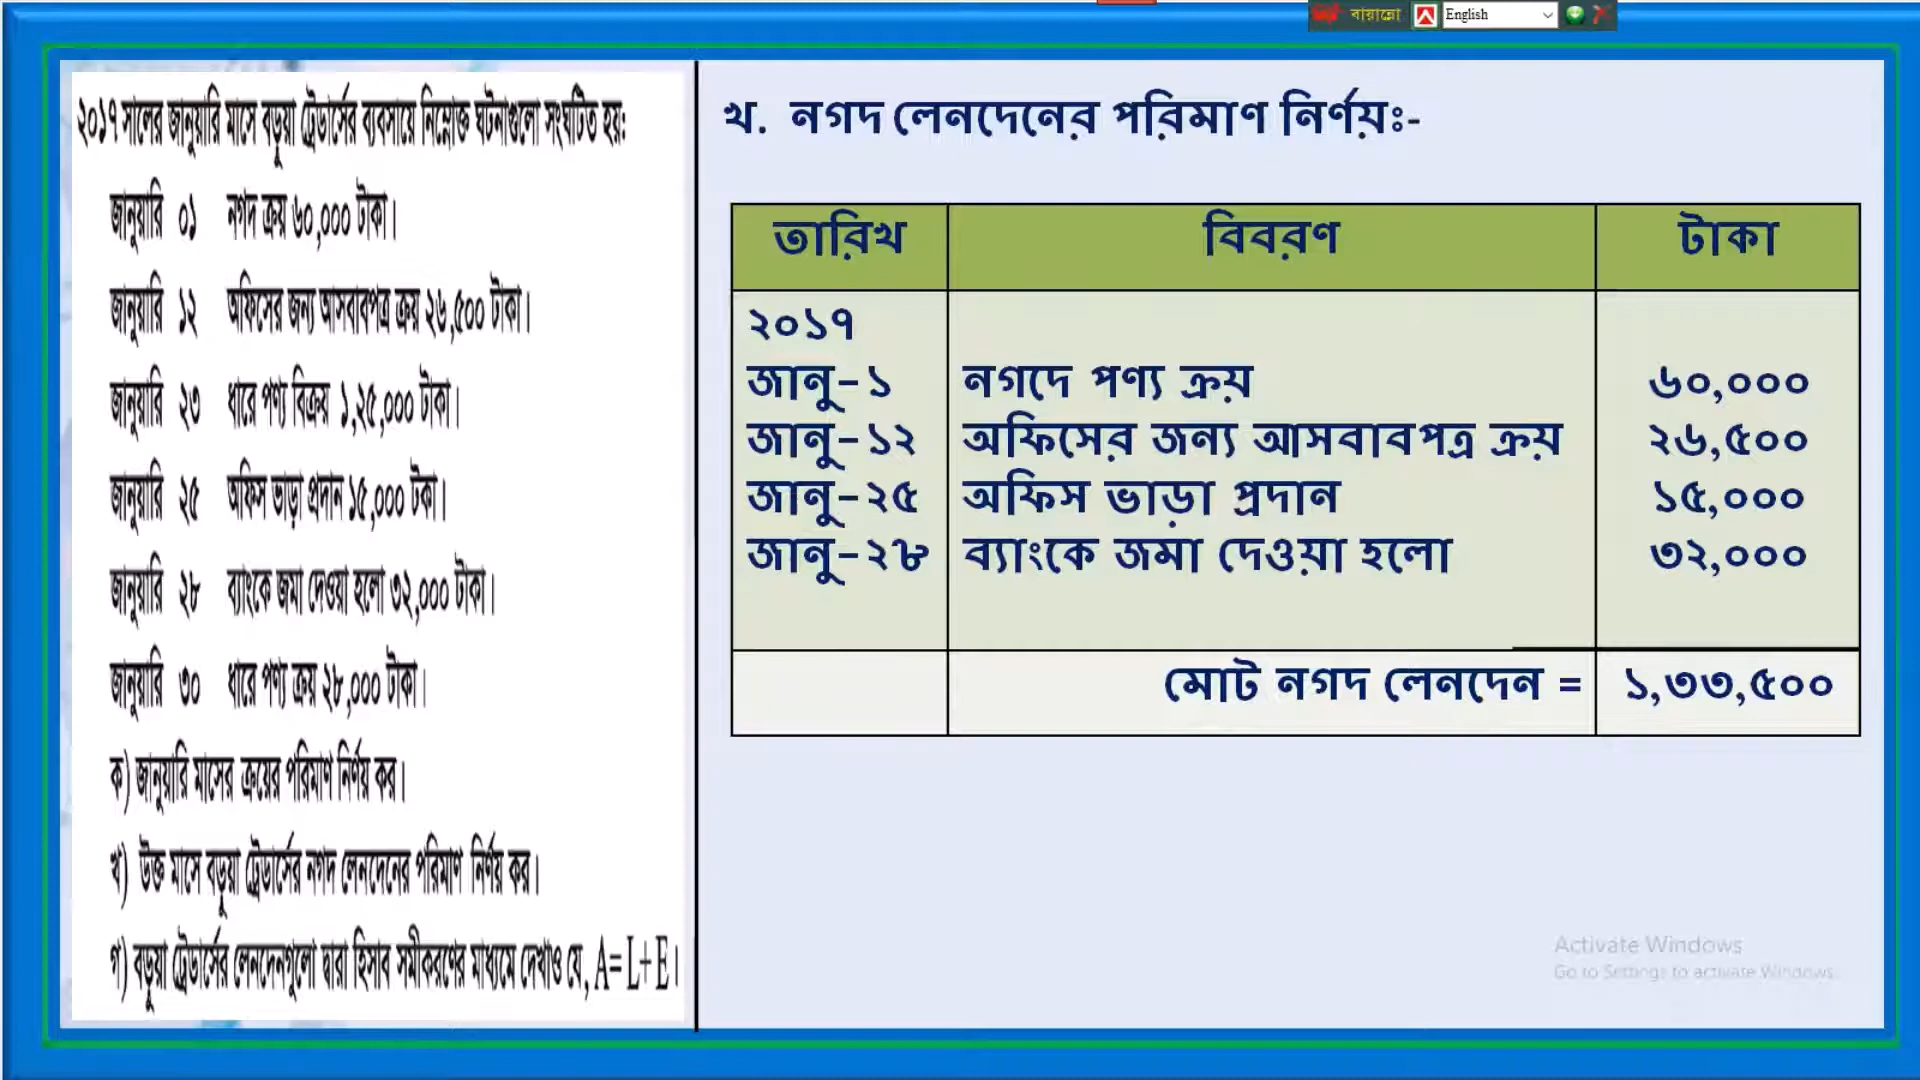 বায়ান্নো English
২০১৭ সালের জানুয়ারি মাসে বড়ুয়া ট্রেডার্সের ব্যবসায়ে নিম্নোক্ত ঘটনাগুলো সংঘটিত হয়ঃ
জানুয়ারি ০১ নগদ ক্রয় ৬০,০০০ টাকা।
জানুয়ারি ১২ অফিসের জন্য আসবাবপত্র ক্রয় ২৬,৫০০ টাকা।
জানুয়ারি ২৩ ধারে পণ্য বিক্রয় ১,২৫,০০০ টাকা।
জানুয়ারি ২৫ অফিস ভাড়া প্রদান ১৫,০০০ টাকা।
জানুয়ারি ২৮ ব্যাংকে জমা দেওয়া হলো ৩২,০০০ টাকা।
জানুয়ারি ৩০ ধারে পণ্য ক্রয় ২৮,০০০ টাকা।
ক) জানুয়ারি মাসের ক্রয়ের পরিমাণ নির্ণয় কর।
খ) উক্ত মাসে বড়ুয়া ট্রেডার্সের নগদ লেনদেনের পরিমাণ নির্ণয় কর।
গ) বড়ুয়া ট্রেডার্সের লেনদেনগুলো দ্বারা হিসাব সমীকরণের মাধ্যমে দেখাও যে, A=L+E।
খ. নগদ লেনদেনের পরিমাণ নির্ণয়ঃ-
তারিখ বিবরণ টাকা
২০১৭
জানু-১ নগদে পণ্য ক্রয় ৬০,০০০
জানু-১২ অফিসের জন্য আসবাবপত্র ক্রয় ২৬,৫০০
জানু-২৫ অফিস ভাড়া প্রদান ১৫,০০০
জানু-২৮ ব্যাংকে জমা দেওয়া হলো ৩২,০০০
মোট নগদ লেনদেন = ১,৩৩,৫০০
Activate Windows
Go to Settings to activate Windows.